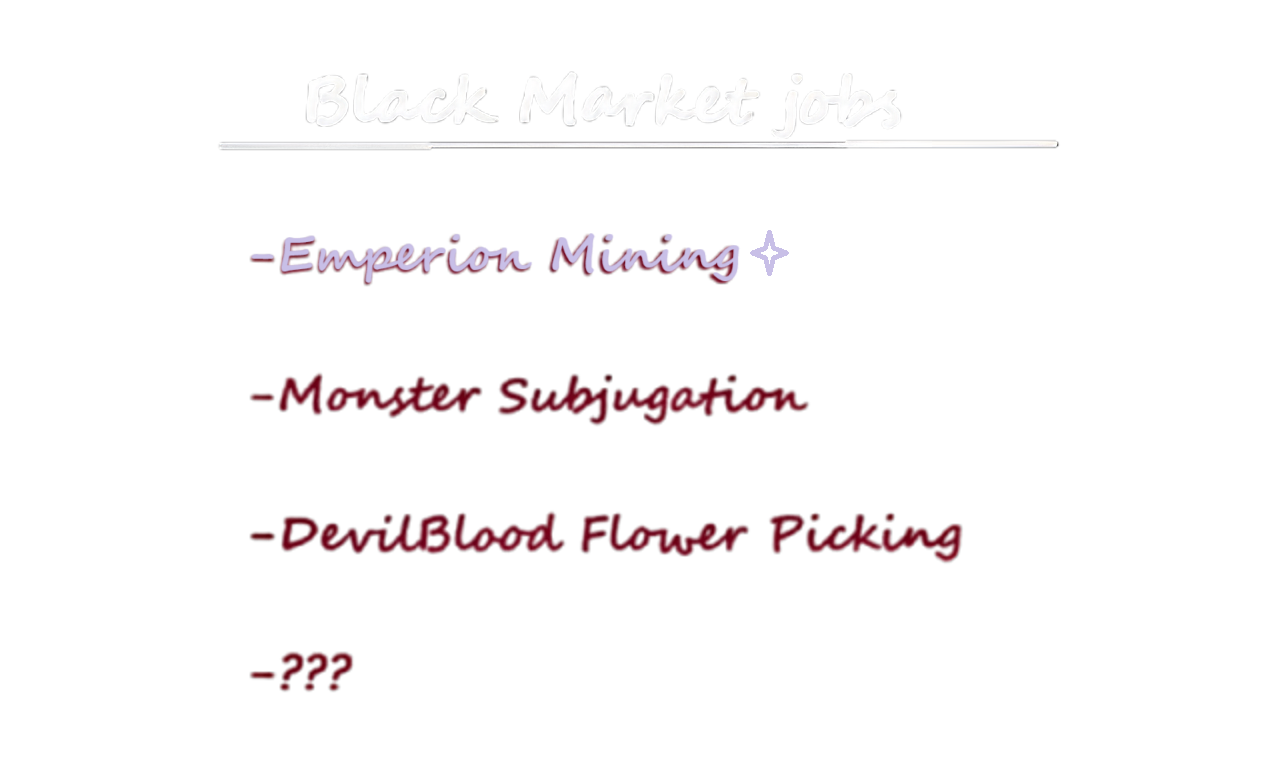 Black Market jobs
-Emperion Mining
-Monster Subjugation
-DevilBlood Flower Picking
-???